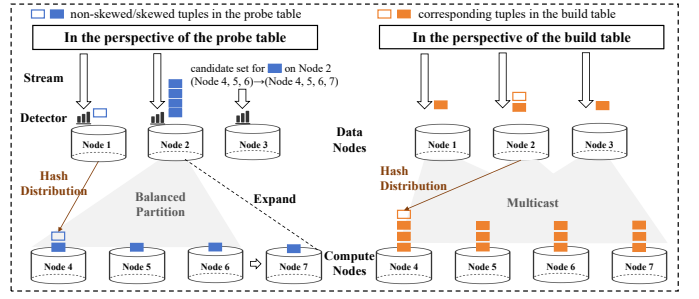 non-skewed/skewed tuples in the probe table
In the perspective of the probe table
Stream
candidate set for on Node 2
(Node 4, 5, 6)→(Node 4, 5, 6, 7)
Detector
Node 1
Node 2
Node 3
Hash
Distribution
Balanced
Partition
Expand
Node 4
Node 5
Node 6
Node 7
corresponding tuples in the build table
In the perspective of the build table
Data
Nodes
Node 1
Node 2
Node 3
Hash
Distribution
Multicast
Compute
Nodes
Node 4
Node 5
Node 6
Node 7